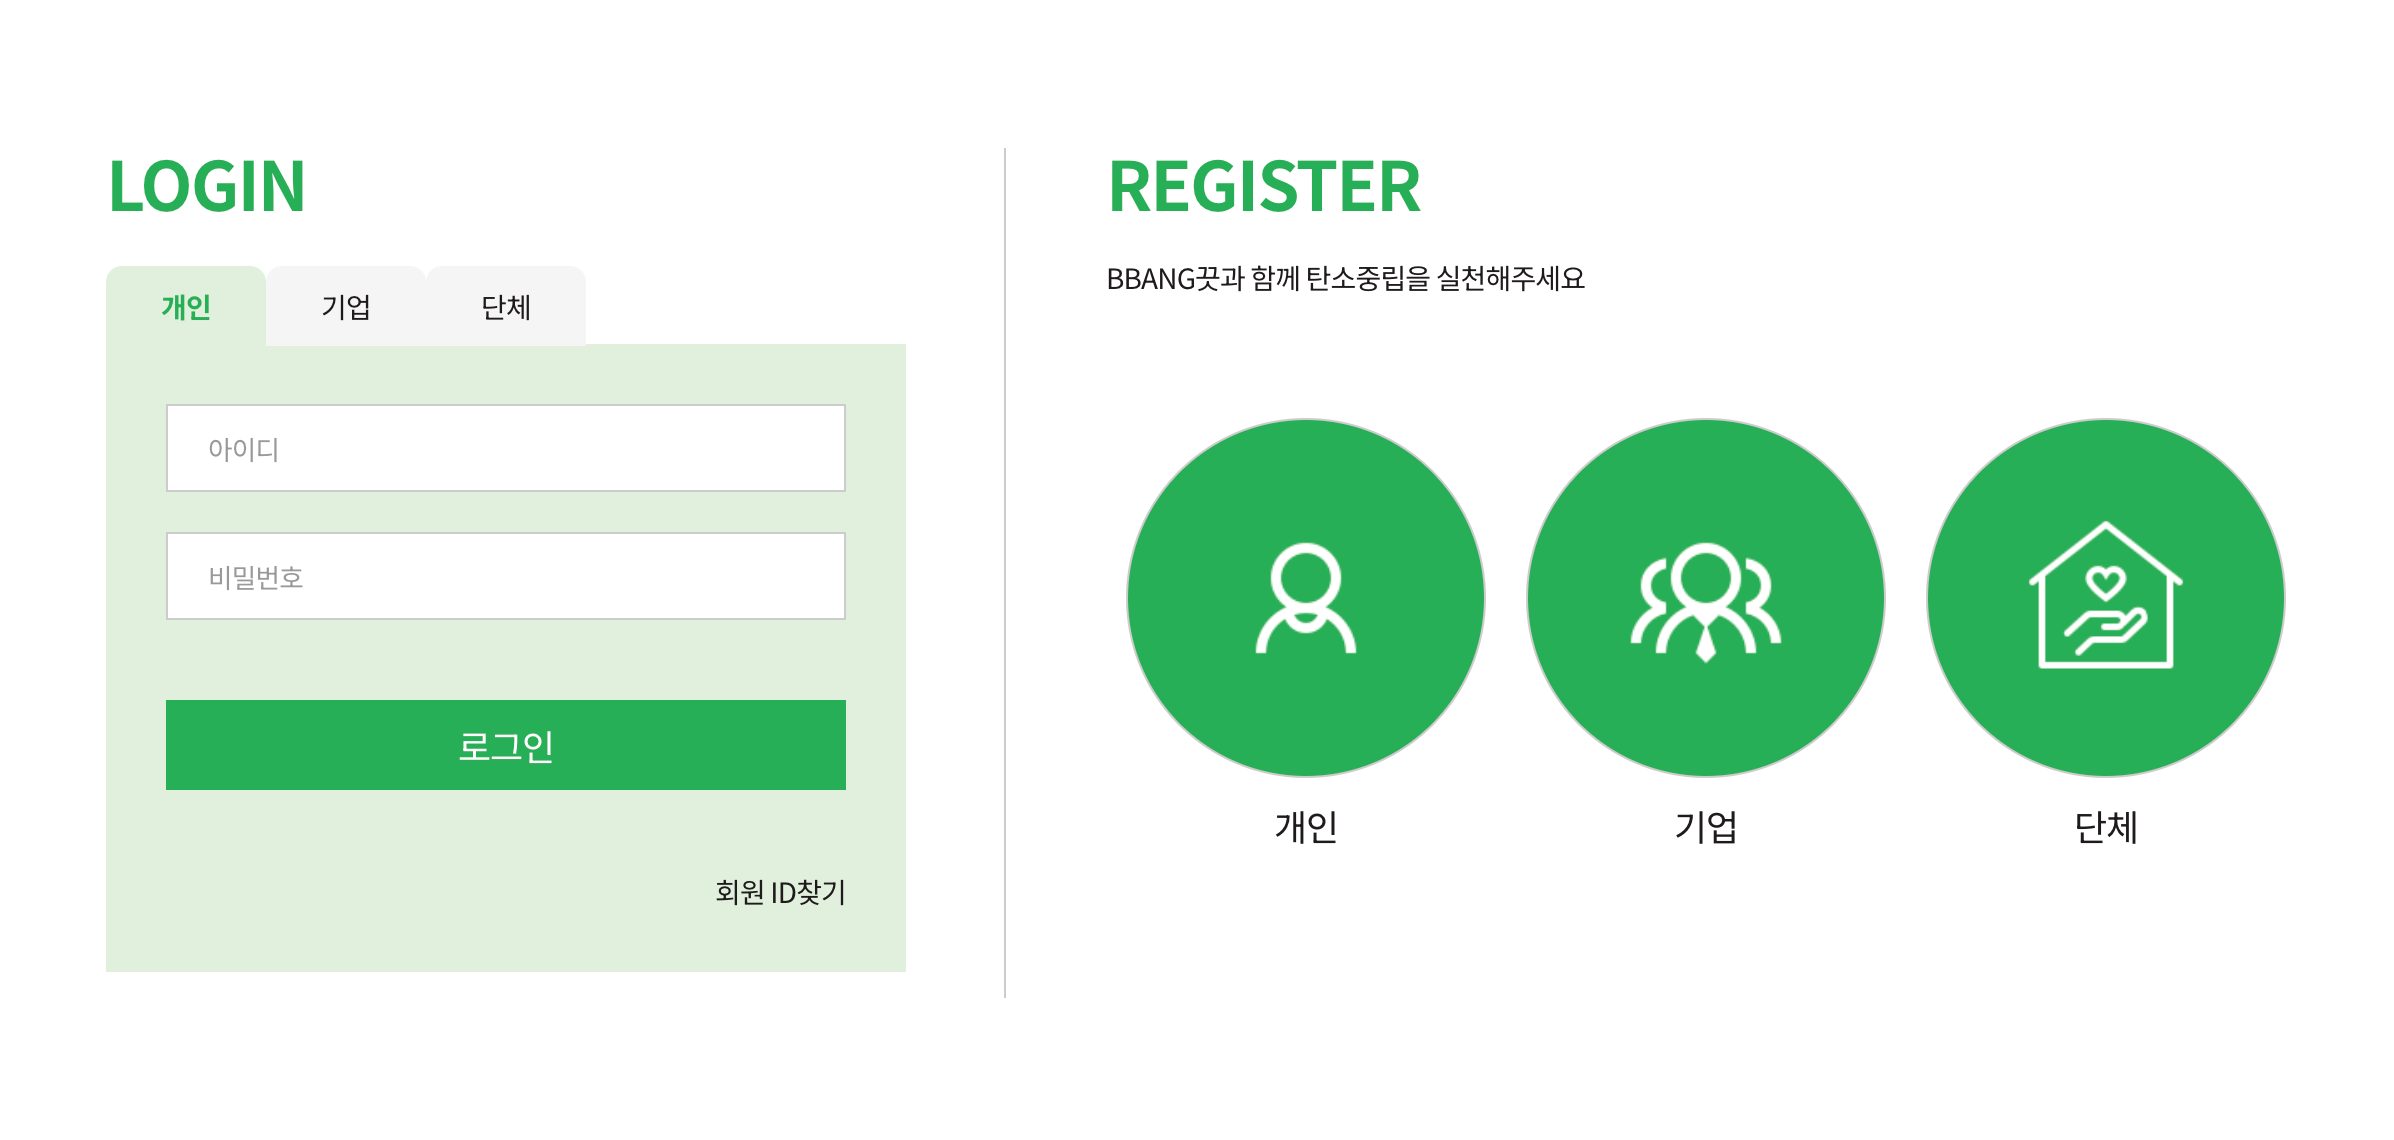 LOGIN
개인 기업 단체
아이디
비밀번호
로그인
회원 ID찾기
REGISTER
BBANG끗과 함께 탄소중립을 실천해주세요
개인 기업 단체